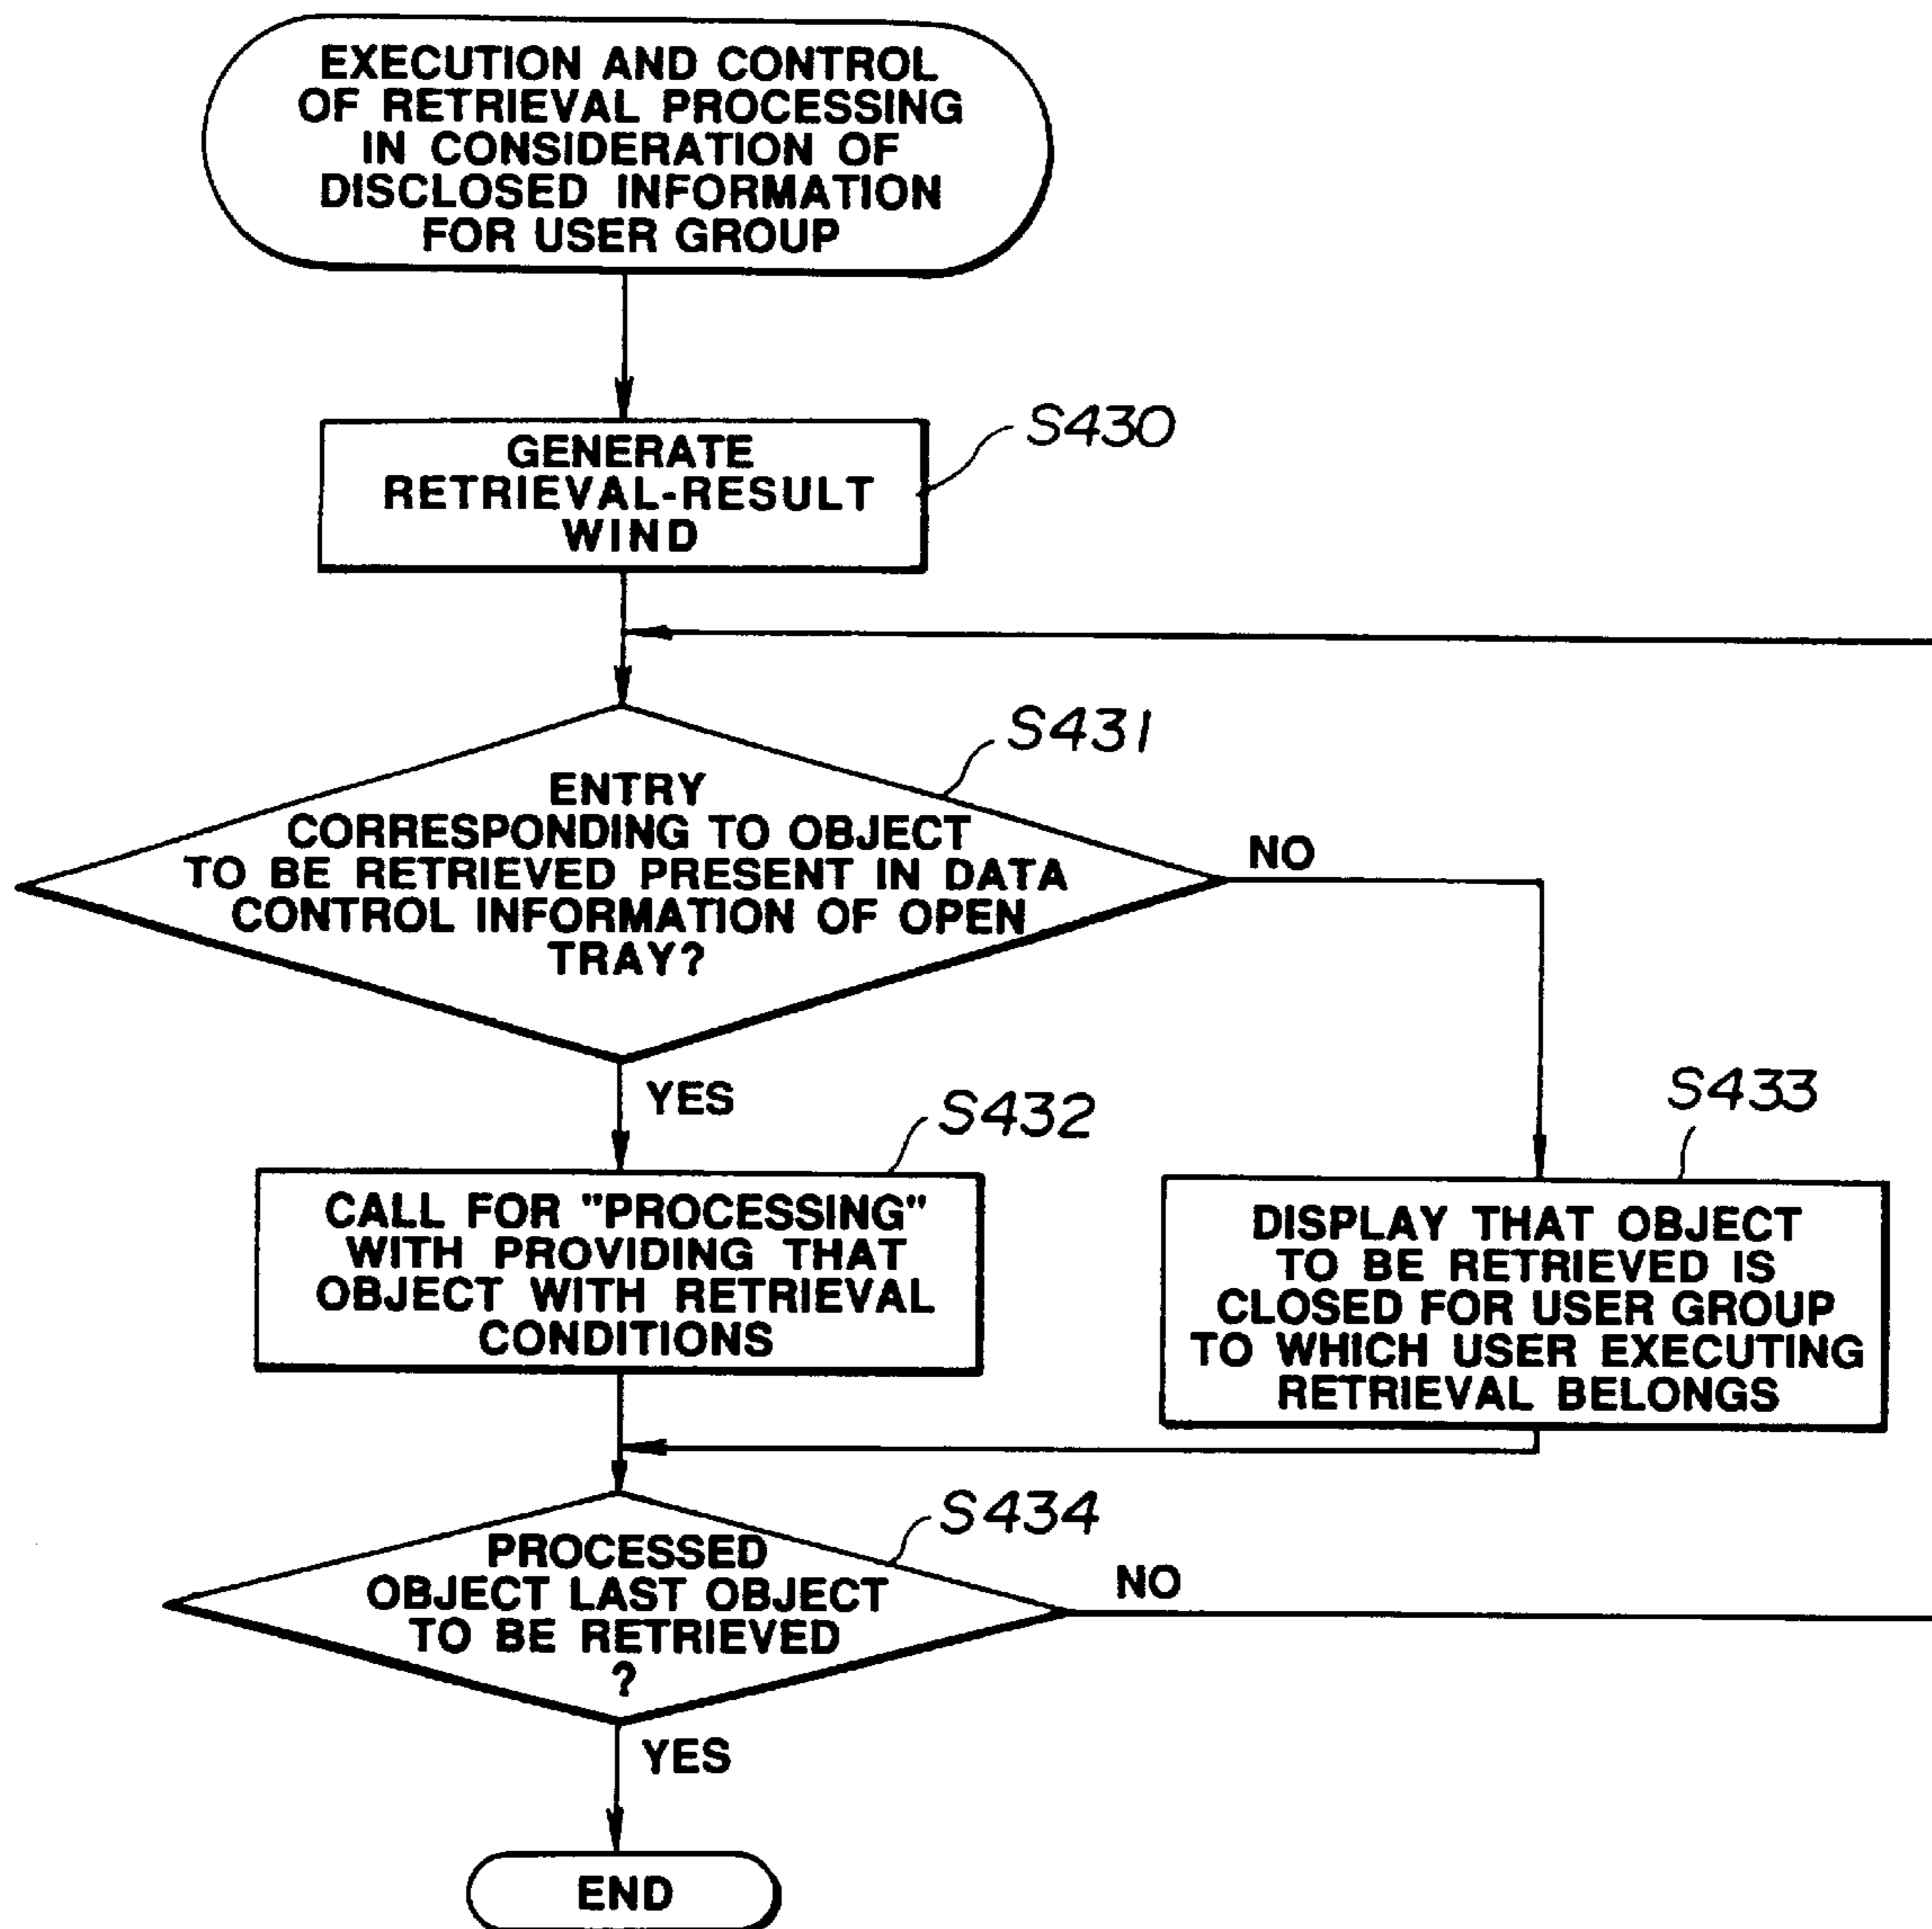 EXECUTION AND CONTROL
OF RETRIEVAL PROCESSING
IN CONSIDERATION OF
DISCLOSED INFORMATION
FOR USER GROUP
S430
GENERATE
RETRIEVAL-RESULT
WIND
S431
ENTRY
CORRESPONDING TO OBJECT
TO BE RETRIEVED PRESENT IN DATA
CONTROL INFORMATION OF OPEN
TRAY?
NO
YES
S432
CALL FOR "PROCESSING"
WITH PROVIDING THAT
OBJECT WITH RETRIEVAL
CONDITIONS
S433
DISPLAY THAT OBJECT
TO BE RETRIEVED IS
CLOSED FOR USER GROUP
TO WHICH USER EXECUTING
RETRIEVAL BELONGS
S434
PROCESSED
OBJECT LAST OBJECT
TO BE RETRIEVED
?
NO
YES
END